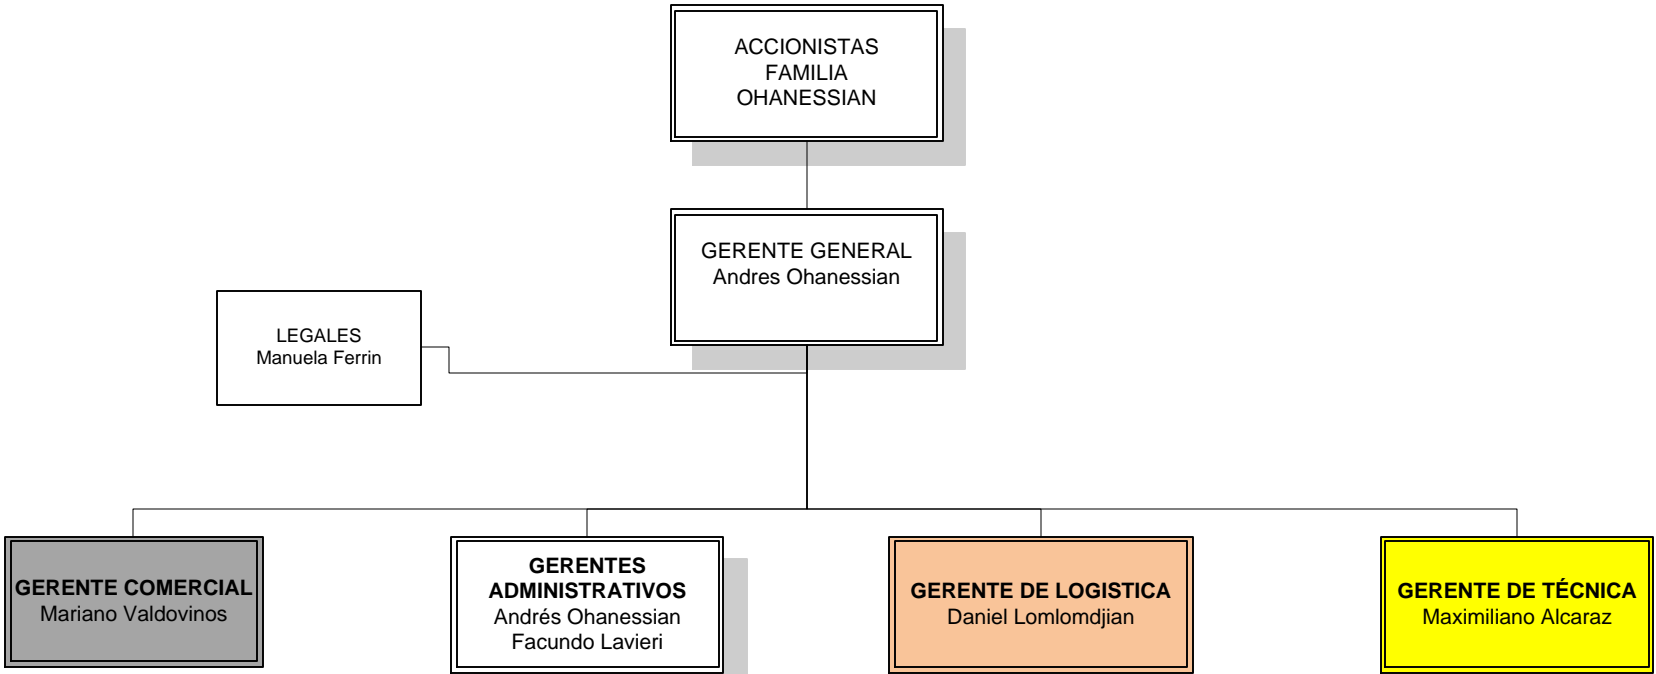 ACCIONISTAS
FAMILIA
OHANESSIAN
GERENTE GENERAL
Andres Ohanessian
LEGALES
Manuela Ferrin
GERENTE COMERCIAL
Mariano Valdovinos
GERENTES
ADMINISTRATIVOS
Andrés Ohanessian
Facundo Lavieri
GERENTE DE LOGISTICA
Daniel Lomlomdjian
GERENTE DE TÉCNICA
Maximiliano Alcaraz